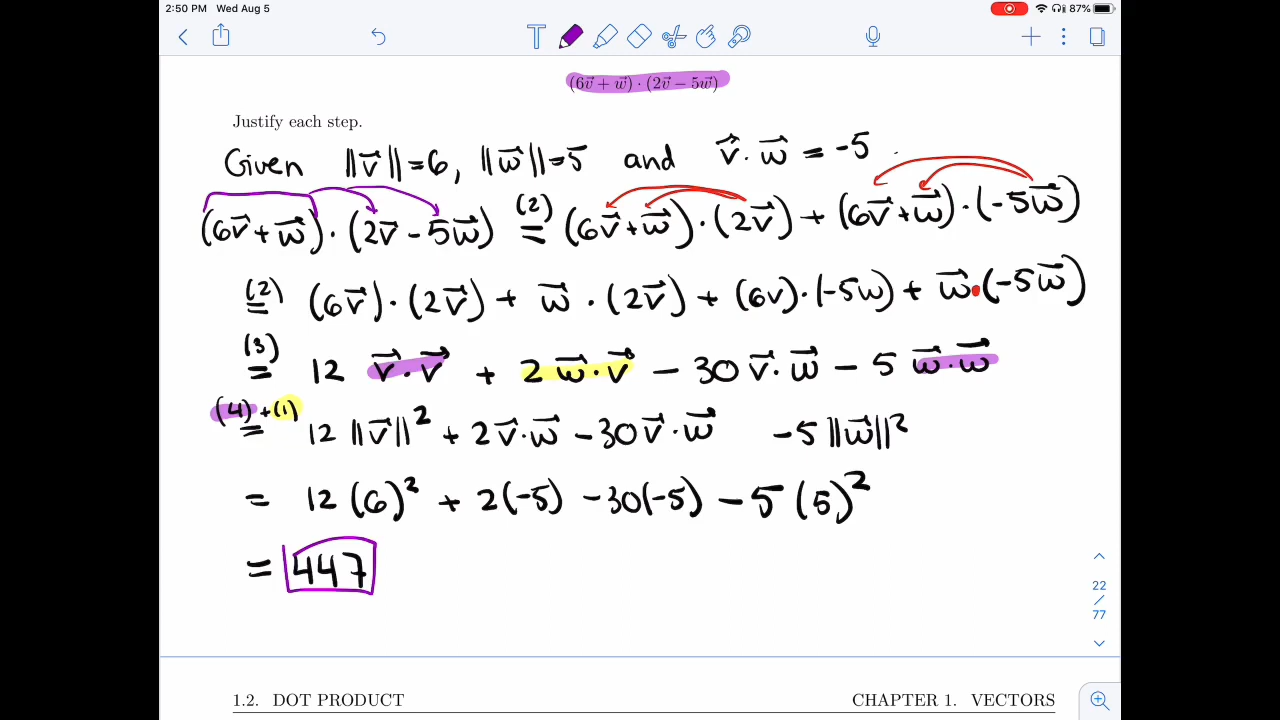 2:50 PM Wed Aug 5
87%
T
(6v⃗ + w⃗) · (2v⃗ − 5w⃗)
Justify each step.
Given ||v⃗|| = 6, ||w⃗|| = 5 and v⃗ · w⃗ = -5
(6v⃗ + w⃗) · (2v⃗ - 5w⃗) (2) = (6v⃗ + w⃗) · (2v⃗) + (6v⃗ + w⃗) · (-5w⃗)
(2) = (6v⃗) · (2v⃗) + w⃗ · (2v⃗) + (6v) · (-5w) + w⃗ · (-5w⃗)
(3) = 12 v⃗ · v⃗ + 2 w⃗ · v⃗ - 30 v⃗ · w⃗ - 5 w⃗ · w⃗
(4) + (1) = 12 ||v⃗||² + 2 v⃗ · w⃗ - 30 v⃗ · w⃗ - 5 ||w⃗||²
= 12 (6)² + 2(-5) - 30(-5) - 5 (5)²
= 447
22
/
77
1.2. DOT PRODUCT CHAPTER 1. VECTORS